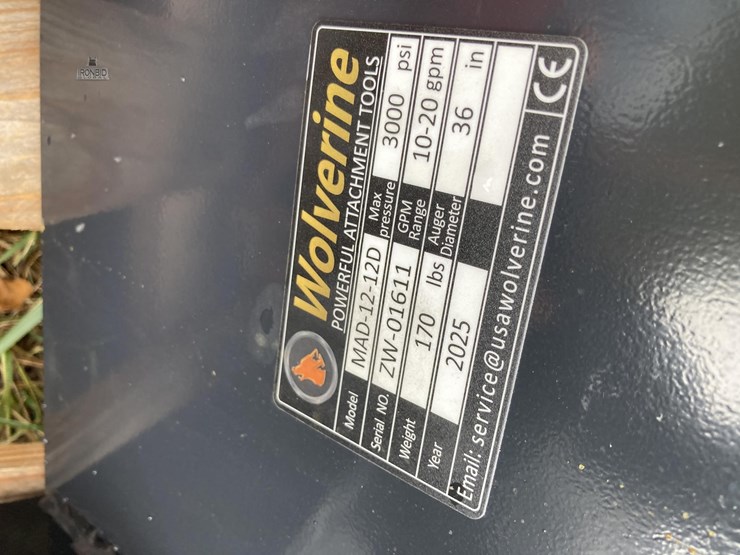 Wolverine
POWERFUL ATTACHMENT TOOLS
Model MAD-12-12D Max pressure 3000 psi
Serial NO. ZW-01611 GPM Range 10-20 gpm
Weight 170 lbs Auger Diameter 36 in
Year 2025
Email: service@usawolverine.com CE
IRONBID